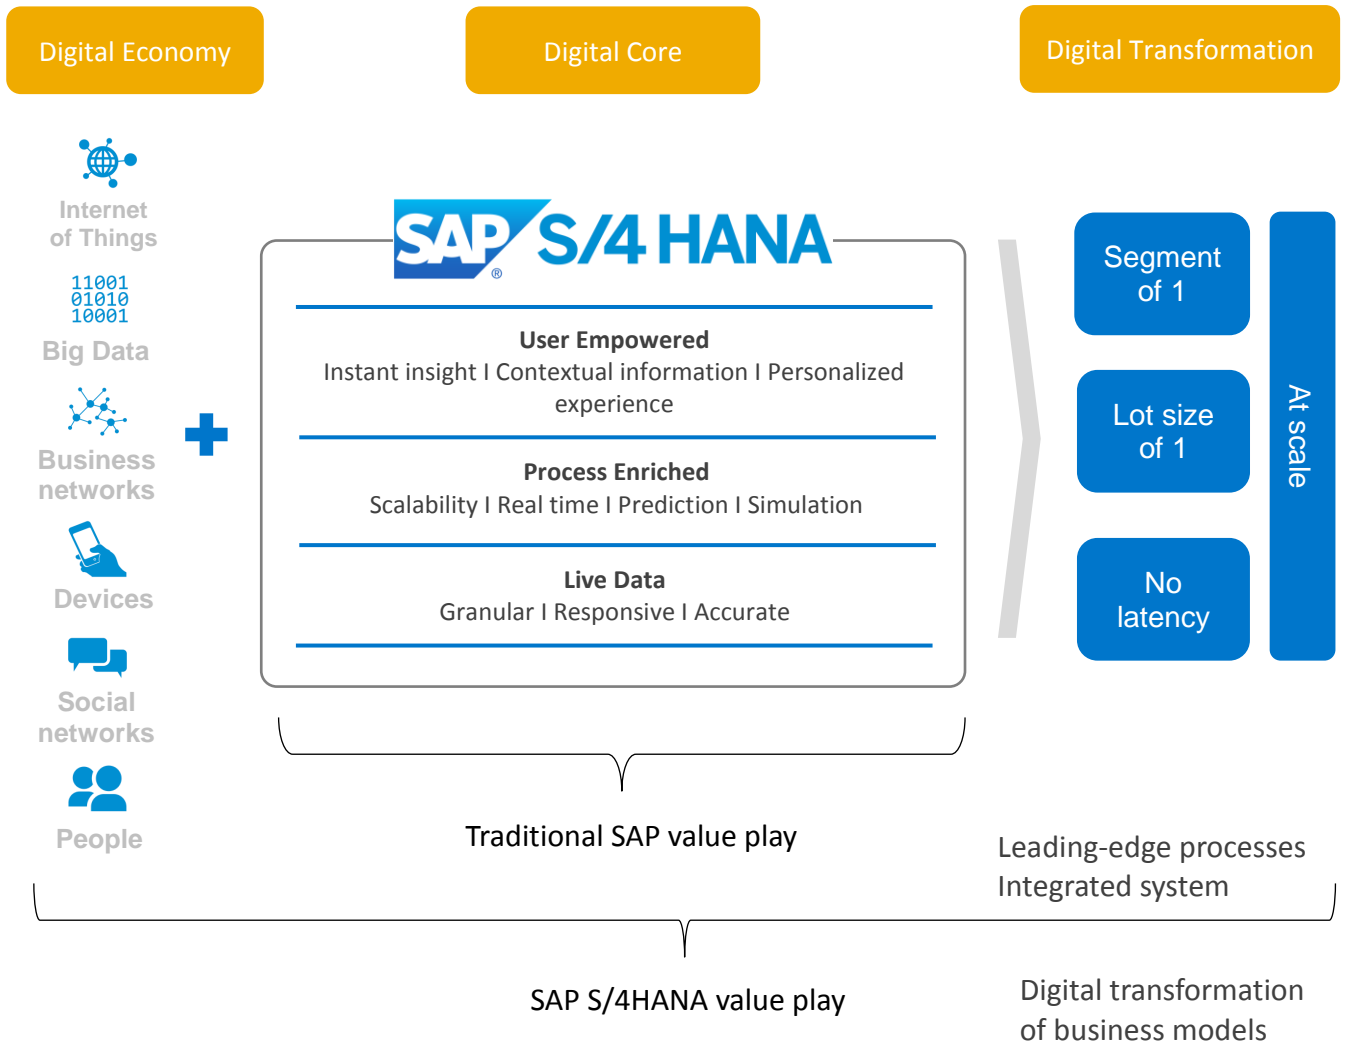 Digital Economy
Digital Core
Digital Transformation
Internet
of Things
11001
01010
10001
Big Data
Business
networks
Devices
Social
networks
People
SAP® S/4 HANA
User Empowered
Instant insight I Contextual information I Personalized
experience
Process Enriched
Scalability I Real time I Prediction I Simulation
Live Data
Granular I Responsive I Accurate
Segment
of 1
Lot size
of 1
No
latency
At scale
Traditional SAP value play
Leading-edge processes
Integrated system
SAP S/4HANA value play
Digital transformation
of business models